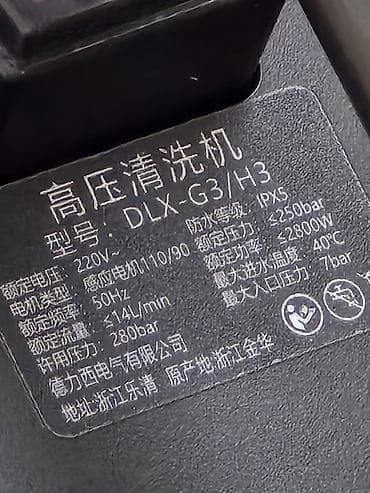 高压清洗机
型号: DLX-G3/H3
额定电压: 220V~ 防水等级: IPX5
电机类型: 感应电机110/90 额定压力: ≤250bar
额定频率: 50Hz 额定功率: ≤2800W
额定流量: ≤14L/min 最大进水温度: 40℃
许用压力: 280bar 最大入口压力: 7bar
德力西电气有限公司
地址浙江乐清 原产地浙江金华